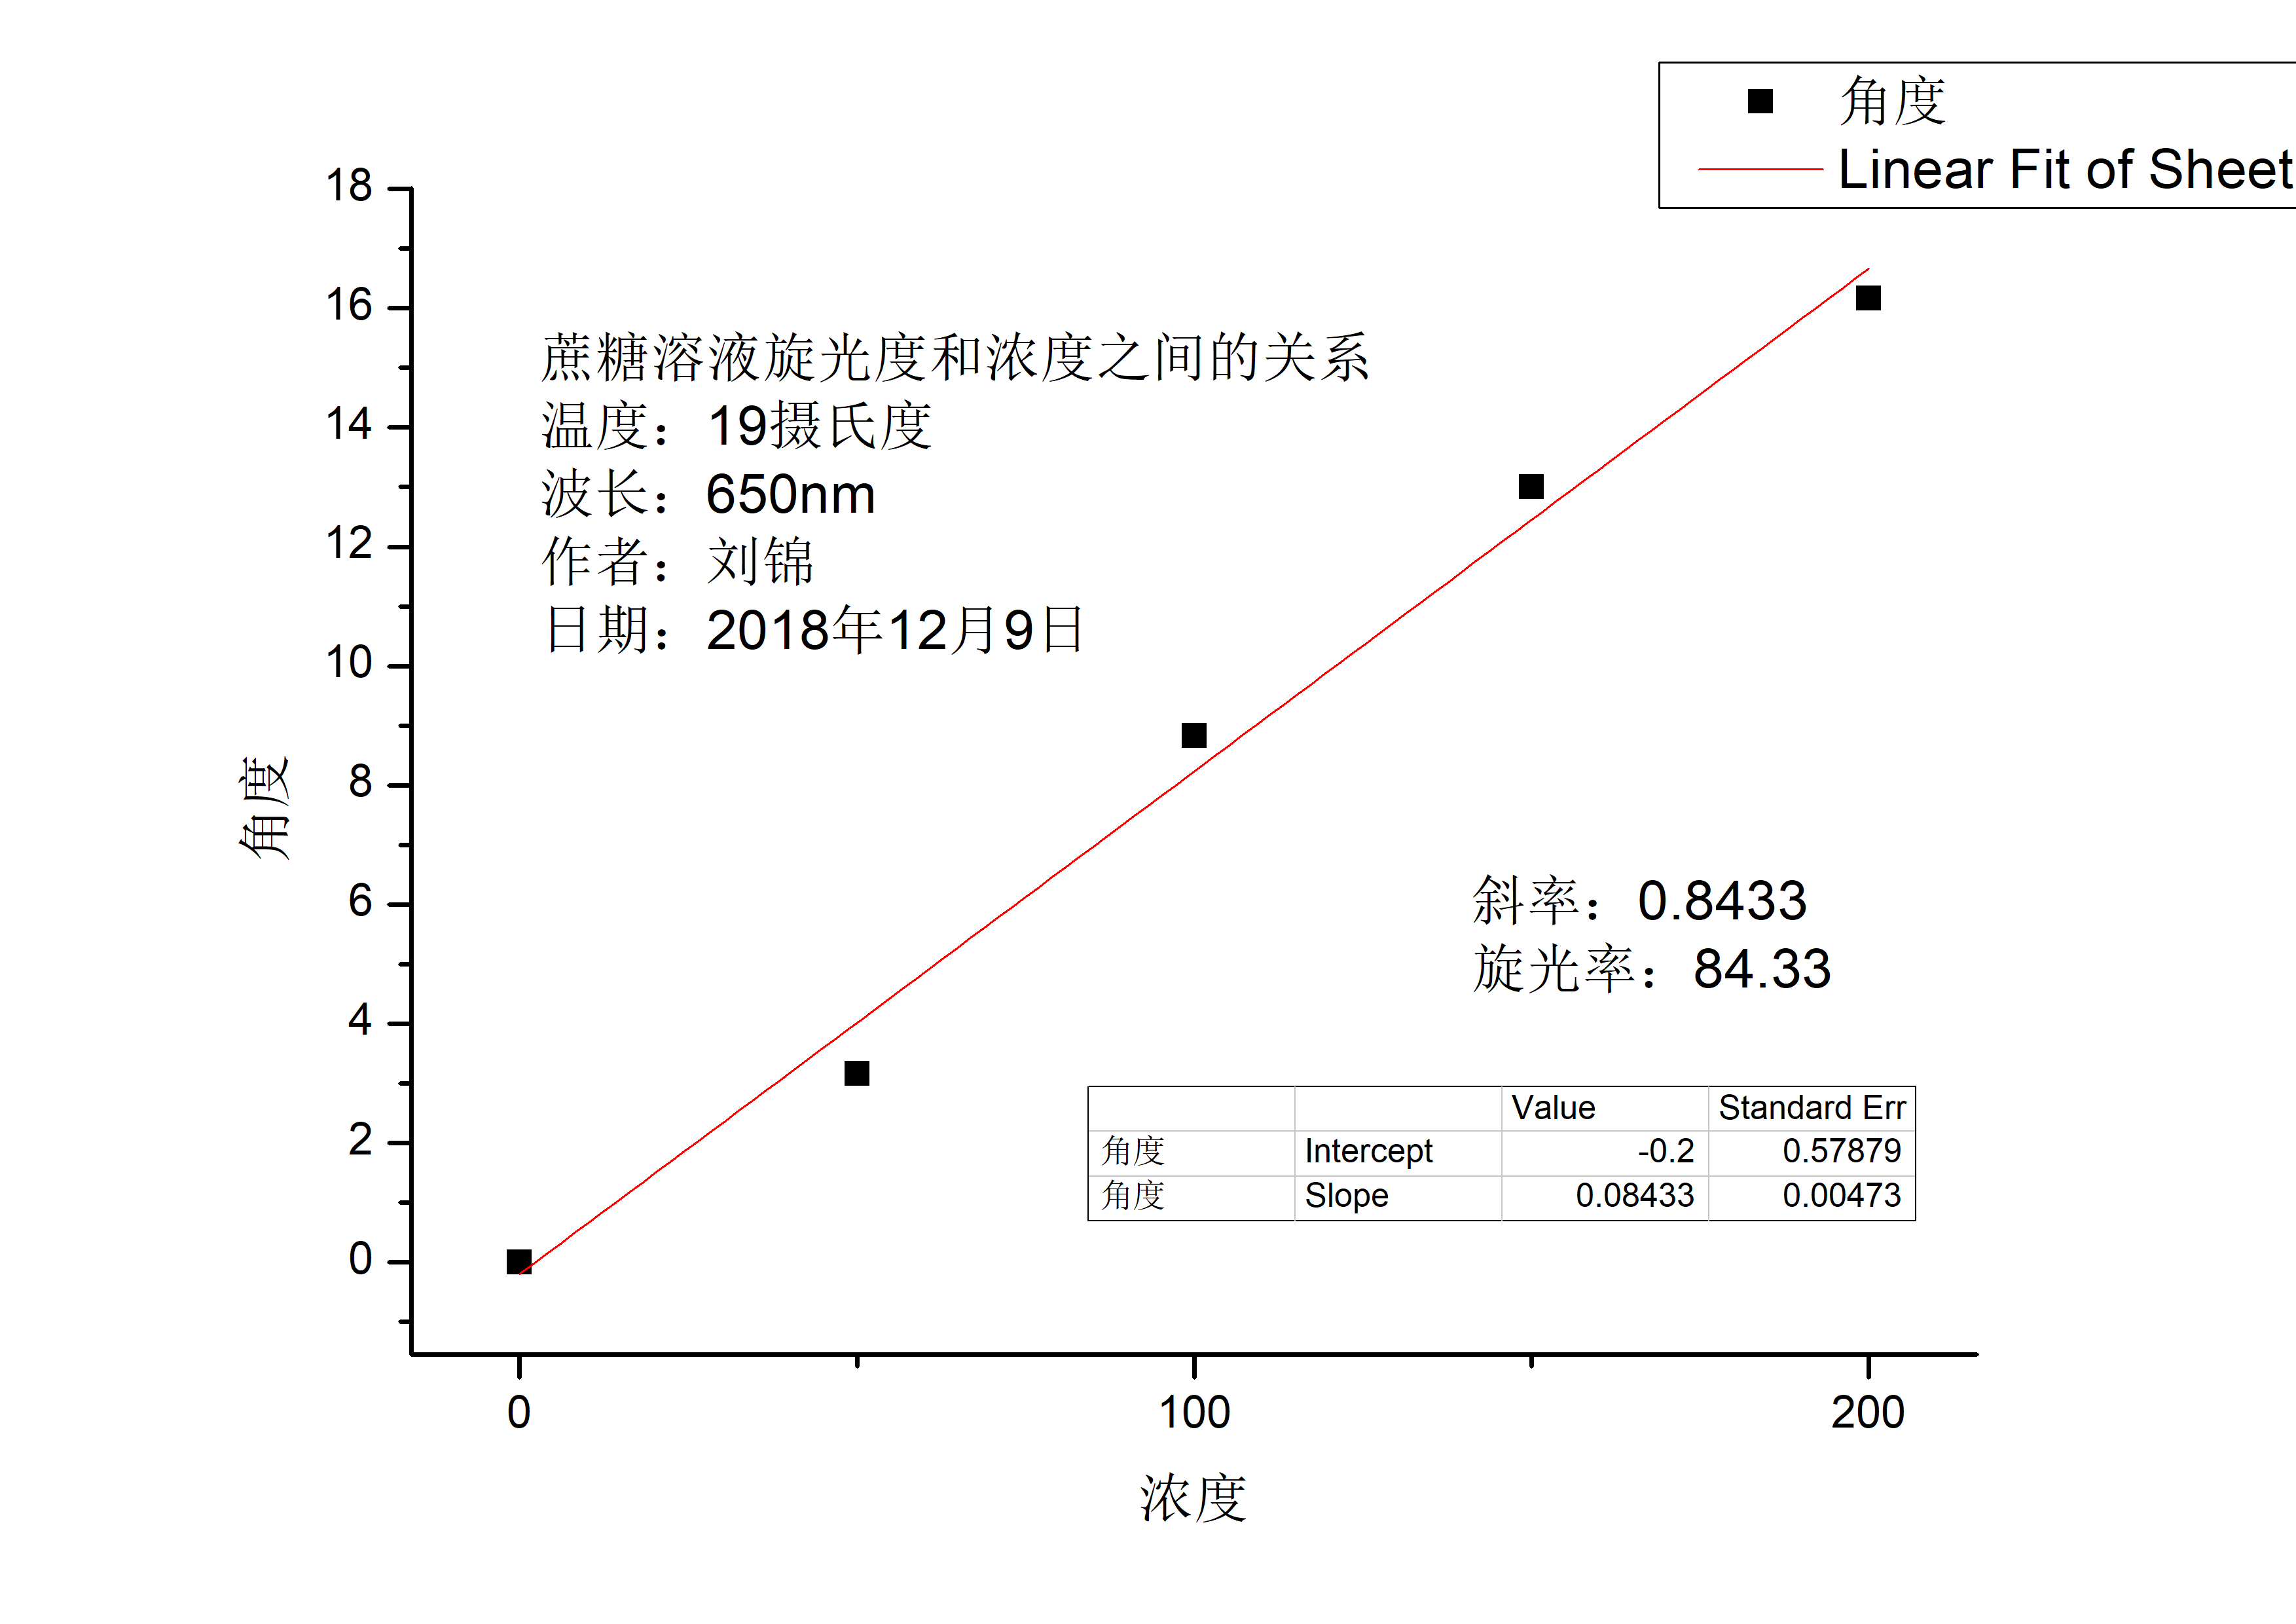 角度
Linear Fit of Sheet
18
16
14
12
10
8
6
4
2
0
角度
蔗糖溶液旋光度和浓度之间的关系
温度：19摄氏度
波长：650nm
作者：刘锦
日期：2018年12月9日
斜率：0.8433
旋光率：84.33
Value Standard Err
角度 Intercept -0.2 0.57879
角度 Slope 0.08433 0.00473
0 100 200
浓度